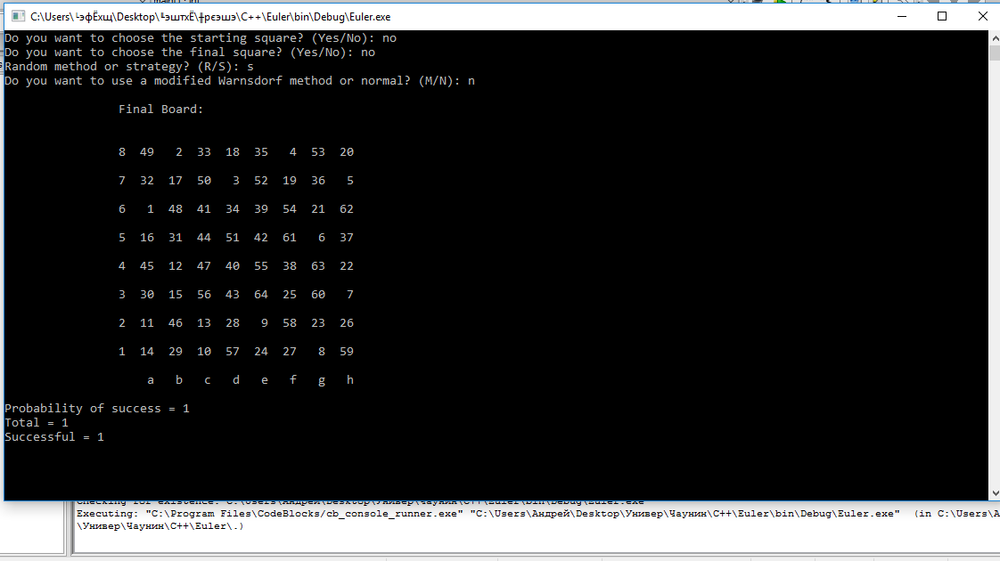 C:\Users\└эфЁхщ\Desktop\╙эштхЁ\╫рєэшэ\C++\Euler\bin\Debug\Euler.exe
Do you want to choose the starting square? (Yes/No): no
Do you want to choose the final square? (Yes/No): no
Random method or strategy? (R/S): s
Do you want to use a modified Warnsdorf method or normal? (M/N): n
Final Board:
8 49 2 33 18 35 4 53 20
7 32 17 50 3 52 19 36 5
6 1 48 41 34 39 54 21 62
5 16 31 44 51 42 61 6 37
4 45 12 47 40 55 38 63 22
3 30 15 56 43 64 25 60 7
2 11 46 13 28 9 58 23 26
1 14 29 10 57 24 27 8 59
a b c d e f g h
Probability of success = 1
Total = 1
Successful = 1
Checking for existence: C:\Users\Андрей\Desktop\Универ\Чаунин\C++\Euler\bin\Debug\Euler.exe
Executing: "C:\Program Files\CodeBlocks/cb_console_runner.exe" "C:\Users\Андрей\Desktop\Универ\Чаунин\C++\Euler\bin\Debug\Euler.exe" (in C:\Users\А
\Универ\Чаунин\C++\Euler\.)